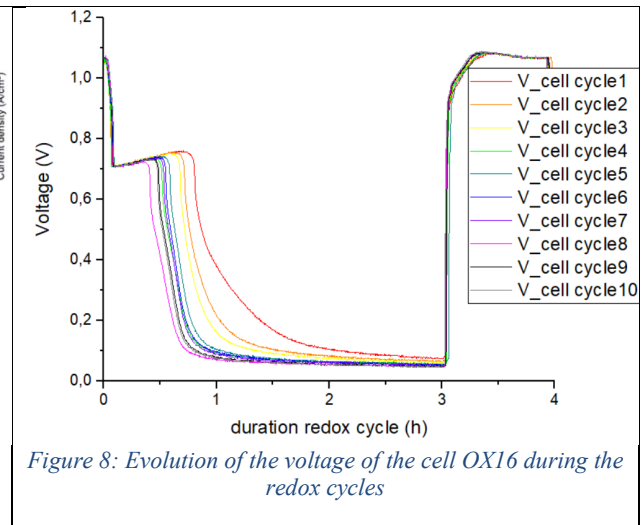 Current density (A/cm²)
1,2
1,0
0,8
0,6
0,4
0,2
0,0
Voltage (V)
0
1
2
3
4
duration redox cycle (h)
V_cell cycle1
V_cell cycle2
V_cell cycle3
V_cell cycle4
V_cell cycle5
V_cell cycle6
V_cell cycle7
V_cell cycle8
V_cell cycle9
V_cell cycle10
Figure 8: Evolution of the voltage of the cell OX16 during the
redox cycles